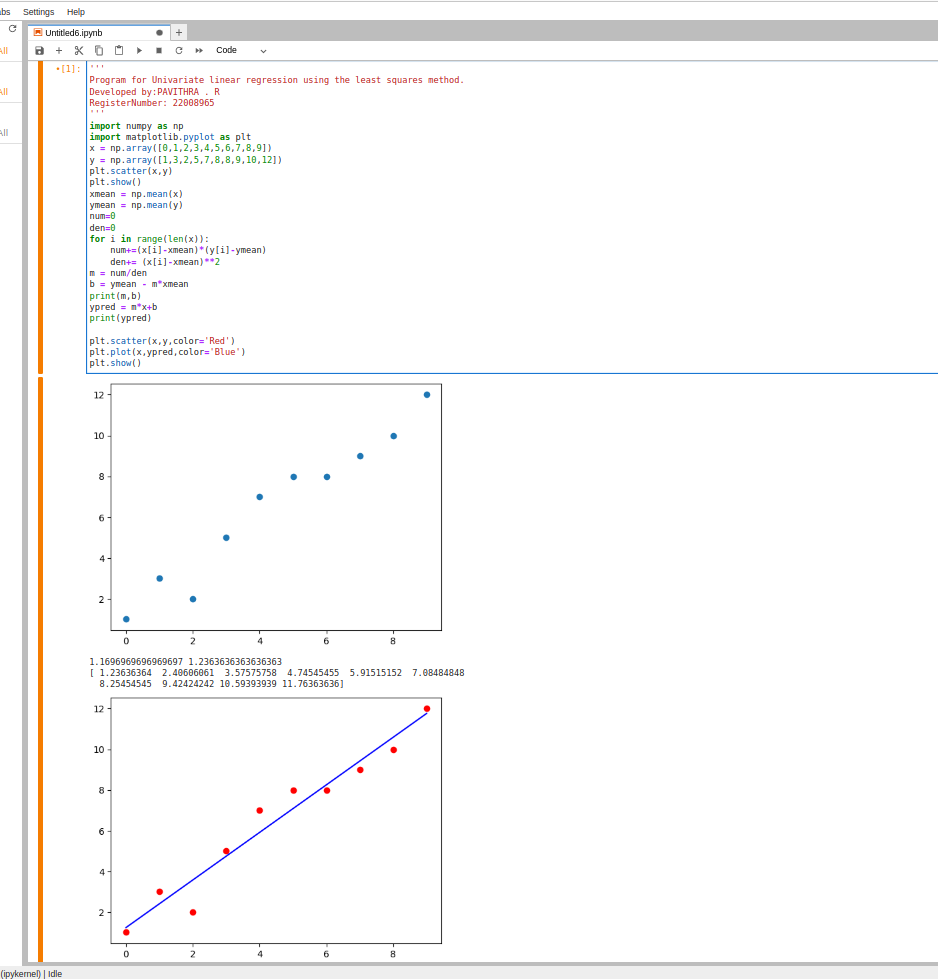 abs Settings Help
Untitled6.ipynb
+
Code
All
All
All
•[1]: '''
Program for Univariate linear regression using the least squares method.
Developed by:PAVITHRA . R
RegisterNumber: 22008965
'''
import numpy as np
import matplotlib.pyplot as plt
x = np.array([0,1,2,3,4,5,6,7,8,9])
y = np.array([1,3,2,5,7,8,8,9,10,12])
plt.scatter(x,y)
plt.show()
xmean = np.mean(x)
ymean = np.mean(y)
num=0
den=0
for i in range(len(x)):
    num+=(x[i]-xmean)*(y[i]-ymean)
    den+= (x[i]-xmean)**2
m = num/den
b = ymean - m*xmean
print(m,b)
ypred = m*x+b
print(ypred)
plt.scatter(x,y,color='Red')
plt.plot(x,ypred,color='Blue')
plt.show()
12
10
8
6
4
2
0 2 4 6 8
1.1696969696969697 1.2363636363636363
[ 1.23636364  2.40606061  3.57575758  4.74545455  5.91515152  7.08484848
  8.25454545  9.42424242 10.59393939 11.76363636]
12
10
8
6
4
2
0 2 4 6 8
(ipykernel) | Idle